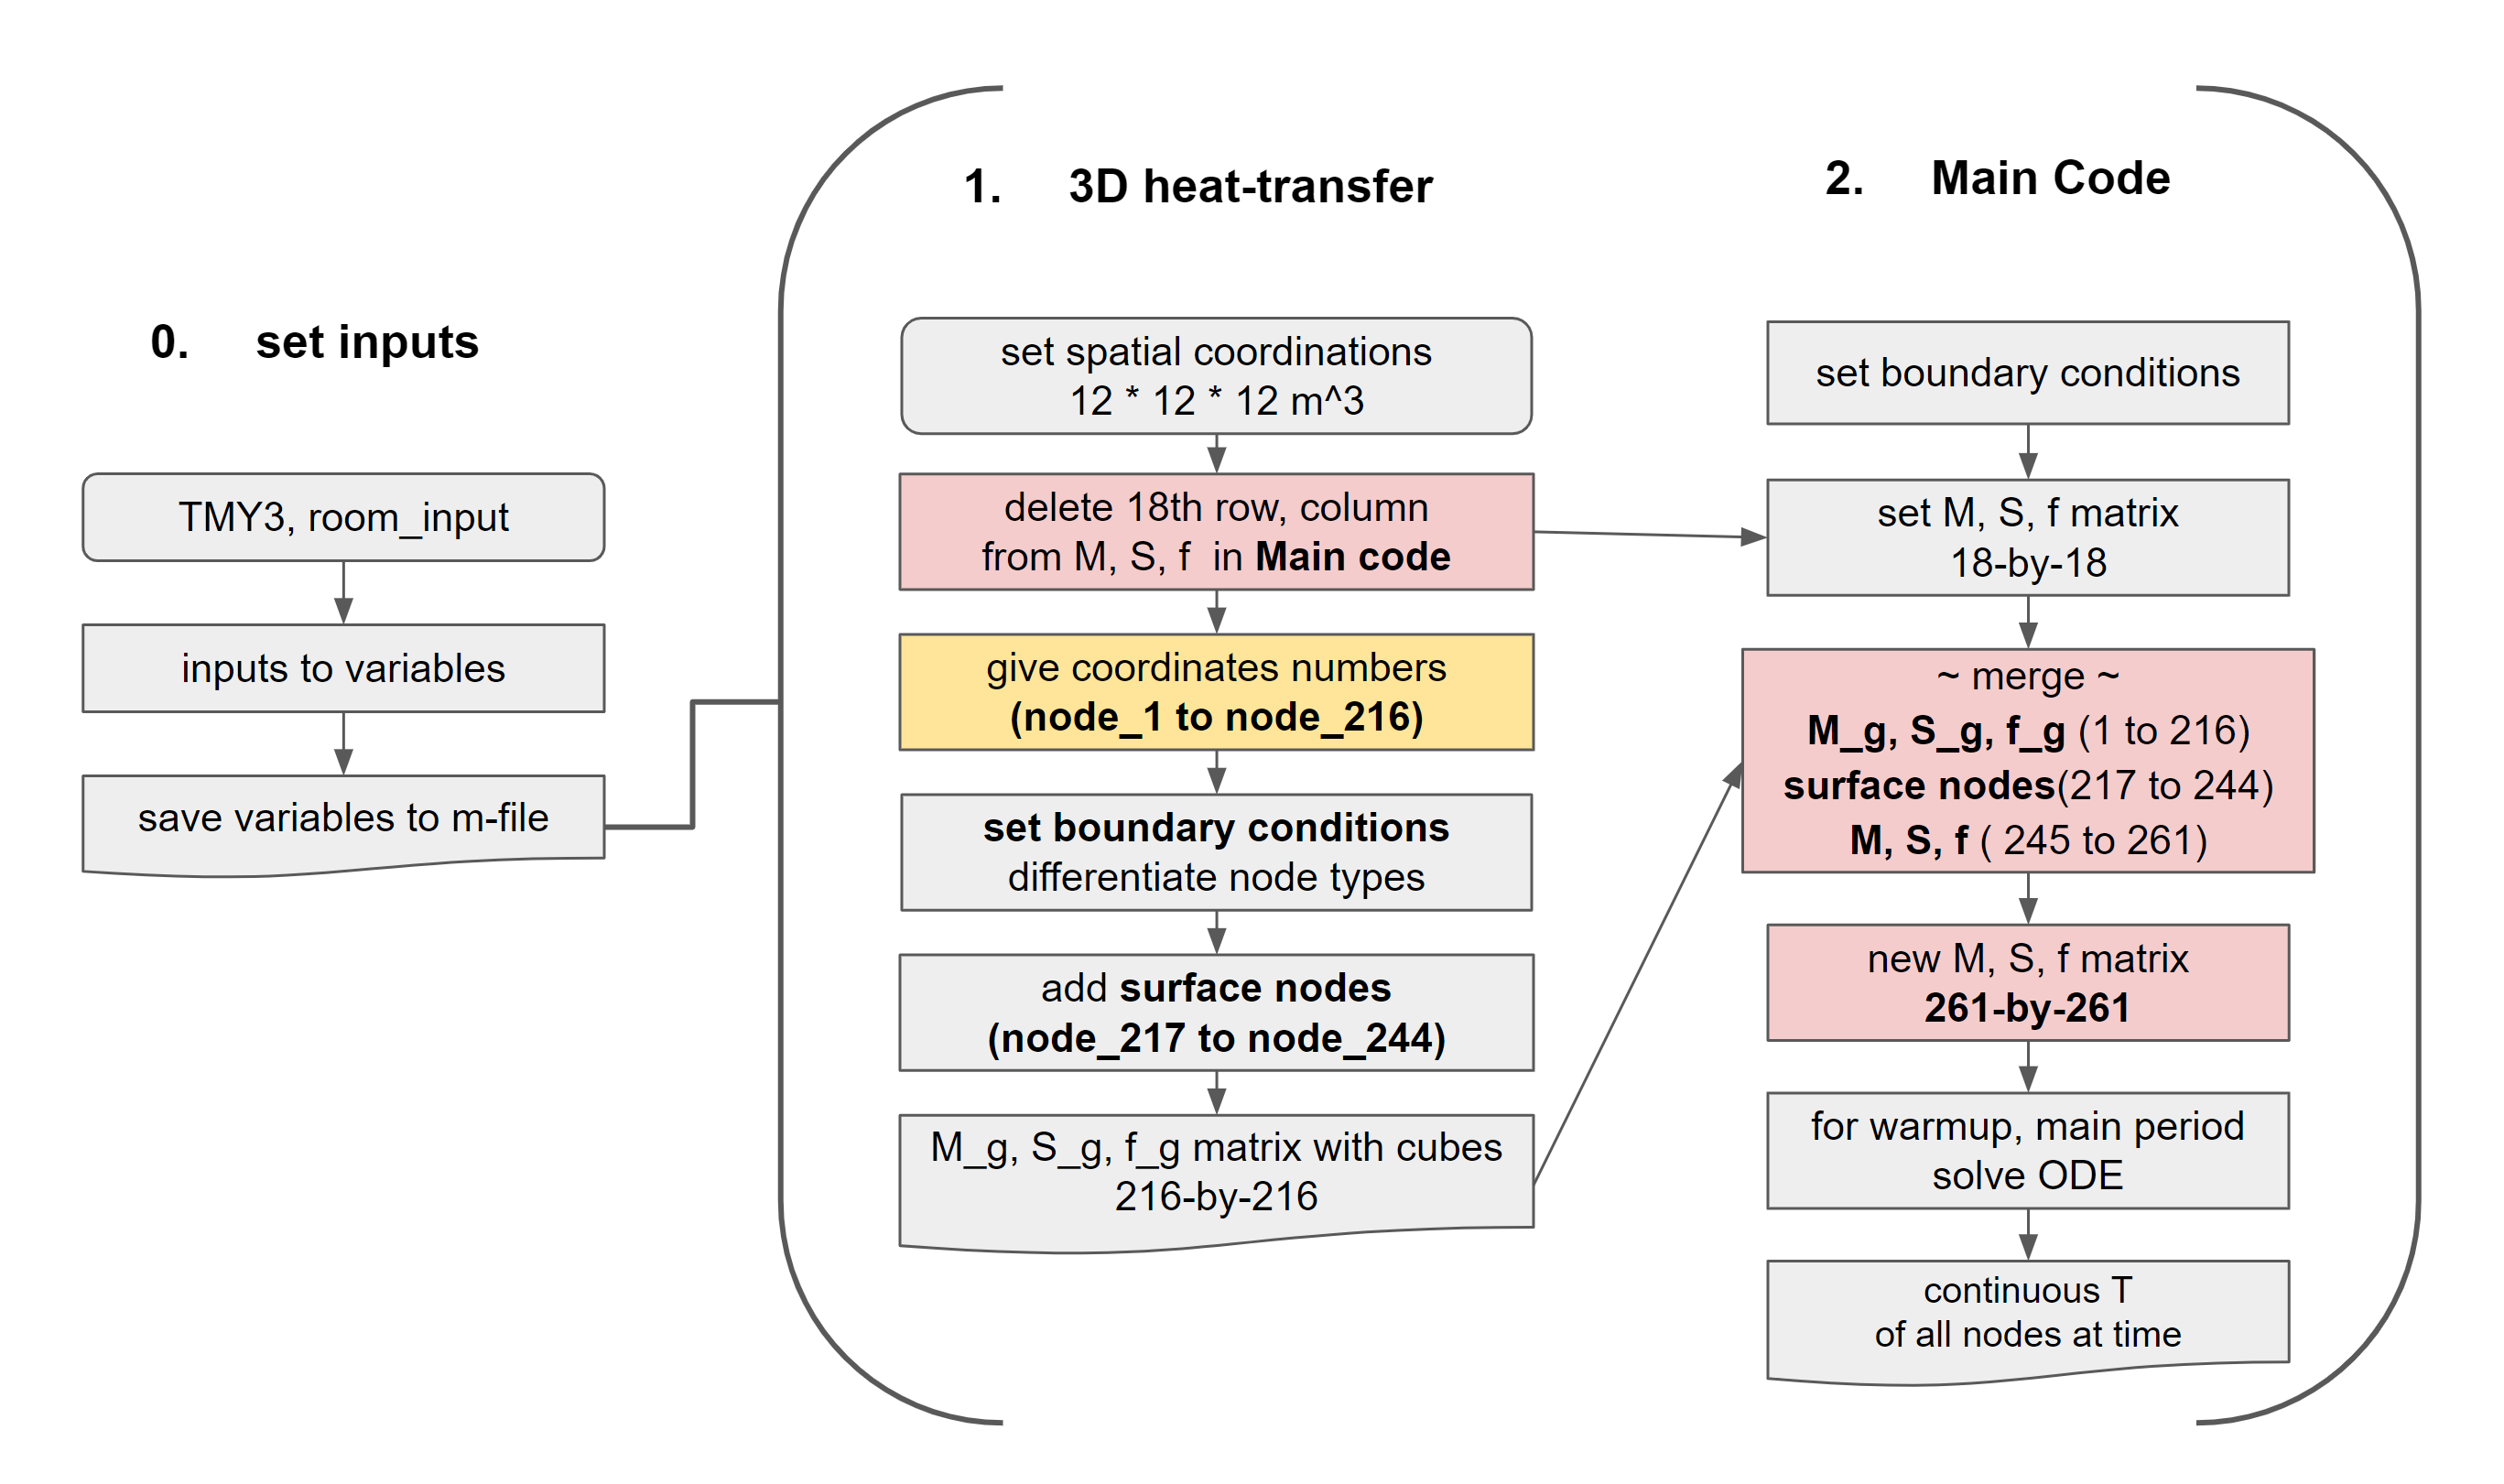 0. set inputs
TMY3, room_input
inputs to variables
save variables to m-file
1. 3D heat-transfer
set spatial coordinations
12 * 12 * 12 m^3
delete 18th row, column
from M, S, f in Main code
give coordinates numbers
(node_1 to node_216)
set boundary conditions
differentiate node types
add surface nodes
(node_217 to node_244)
M_g, S_g, f_g matrix with cubes
216-by-216
2. Main Code
set boundary conditions
set M, S, f matrix
18-by-18
~ merge ~
M_g, S_g, f_g (1 to 216)
surface nodes(217 to 244)
M, S, f ( 245 to 261)
new M, S, f matrix
261-by-261
for warmup, main period
solve ODE
continuous T
of all nodes at time